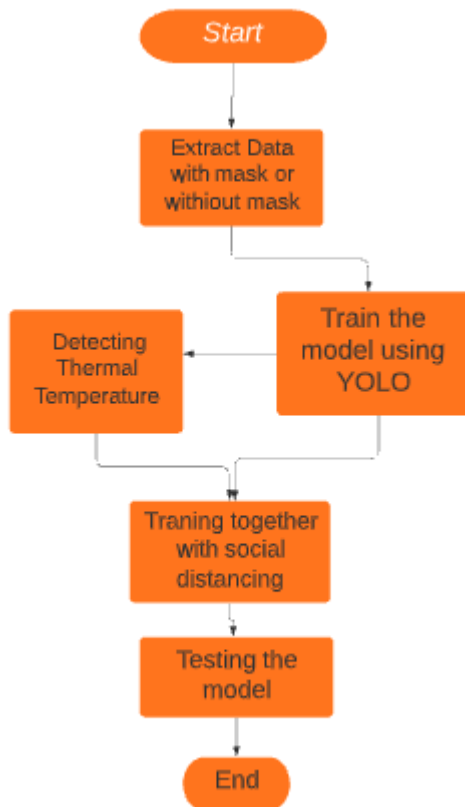 Start
Extract Data
with mask or
withiout mask
Train the
model using
YOLO
Detecting
Thermal
Temperature
Traning together
with social
distancing
Testing the
model
End